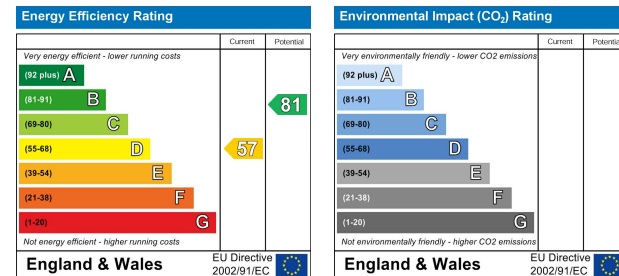 Energy Efficiency Rating
Current Potential
Very energy efficient - lower running costs
(92 plus) A
(81-91) B
81
(69-80) C
(55-68) D
57
(39-54) E
(21-38) F
(1-20) G
Not energy efficient - higher running costs
England & Wales
EU Directive
2002/91/EC
Environmental Impact (CO₂) Rating
Current Potentia
Very environmentally friendly - lower CO2 emissions
(92 plus) A
(81-91) B
(69-80) C
(55-68) D
(39-54) E
(21-38) F
(1-20) G
Not environmentally friendly - higher CO2 emissions
England & Wales
EU Directive
2002/91/EC